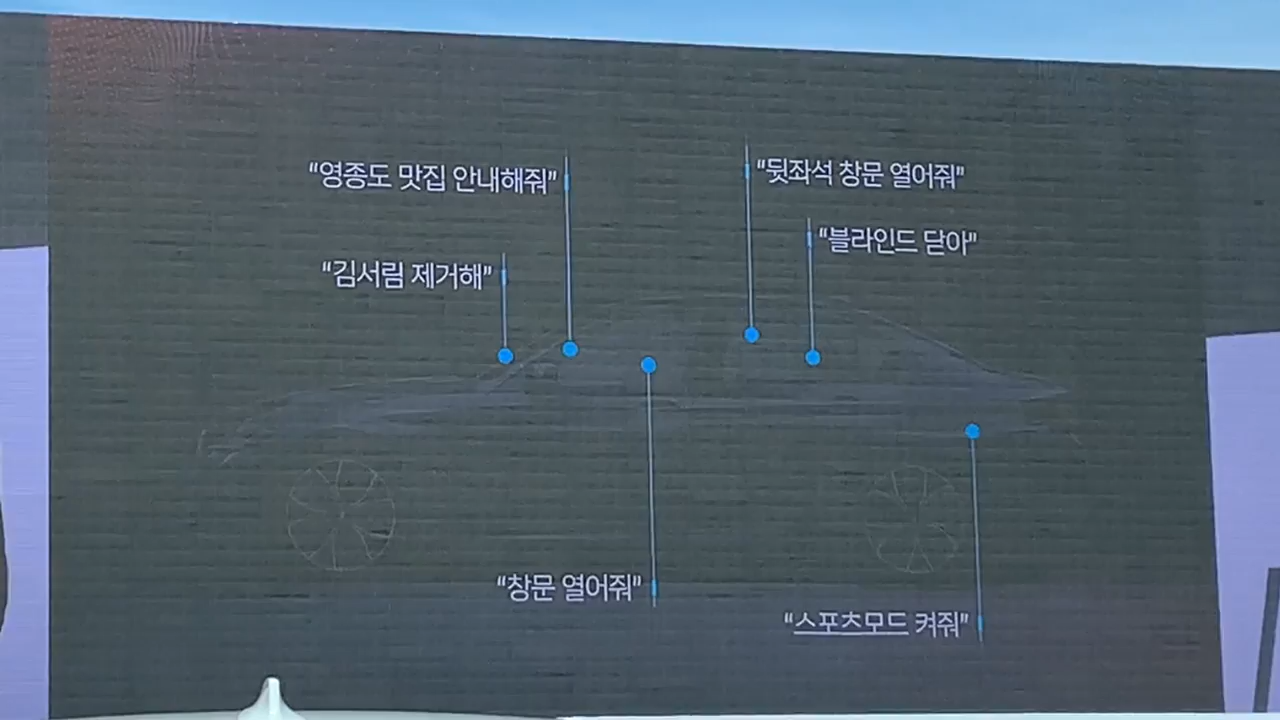 “영종도 맛집 안내해줘”
“뒷좌석 창문 열어줘”
“블라인드 닫아”
“김서림 제거해”
“창문 열어줘”
“스포츠모드 켜줘”